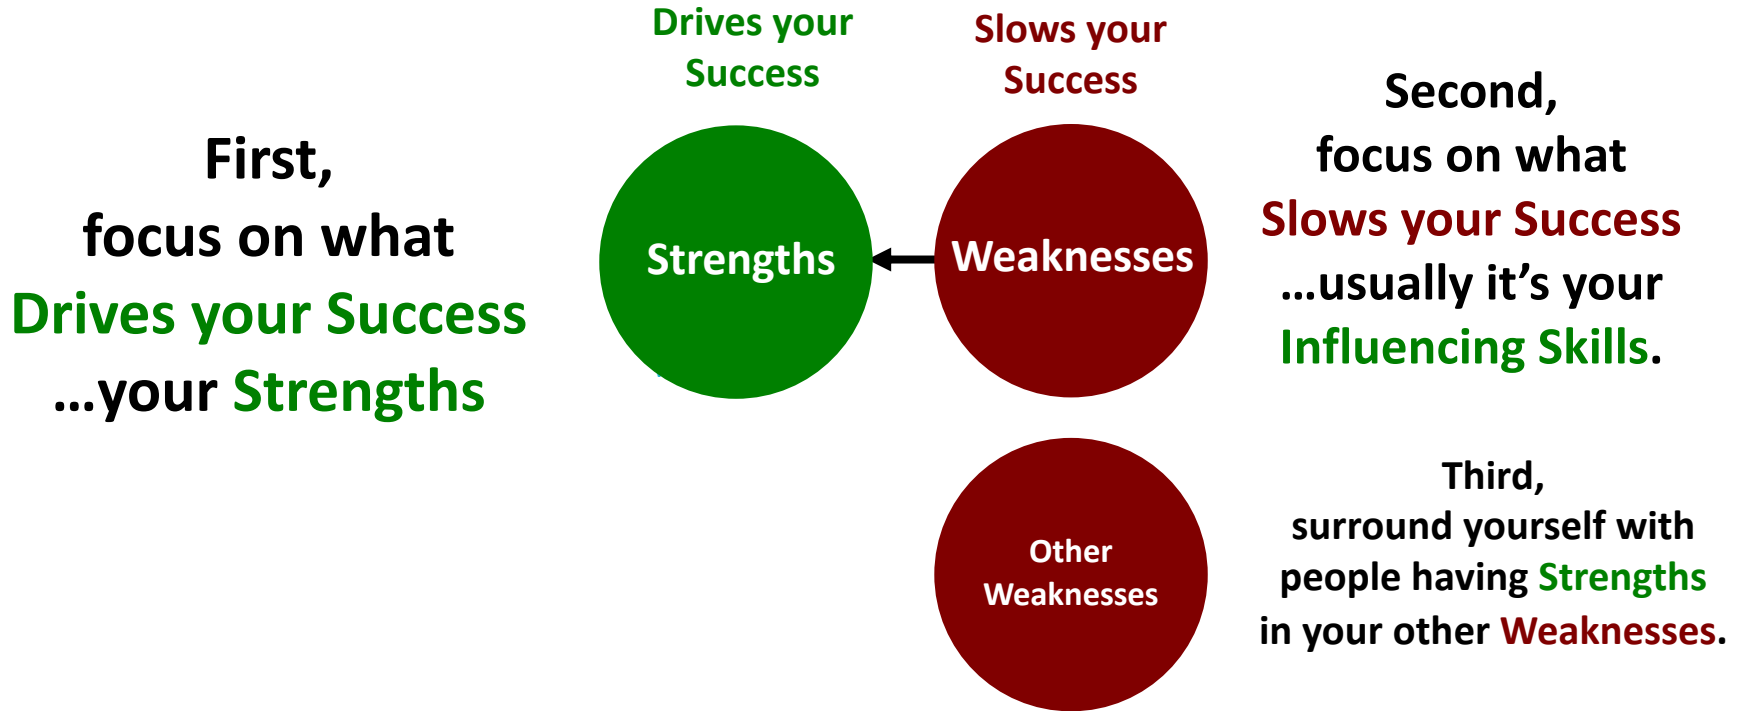 First,
focus on what
Drives your Success
...your Strengths
Drives your
Success
Strengths
Slows your
Success
Weaknesses
Second,
focus on what
Slows your Success
...usually it’s your
Influencing Skills.
Other
Weaknesses
Third,
surround yourself with
people having Strengths
in your other Weaknesses.